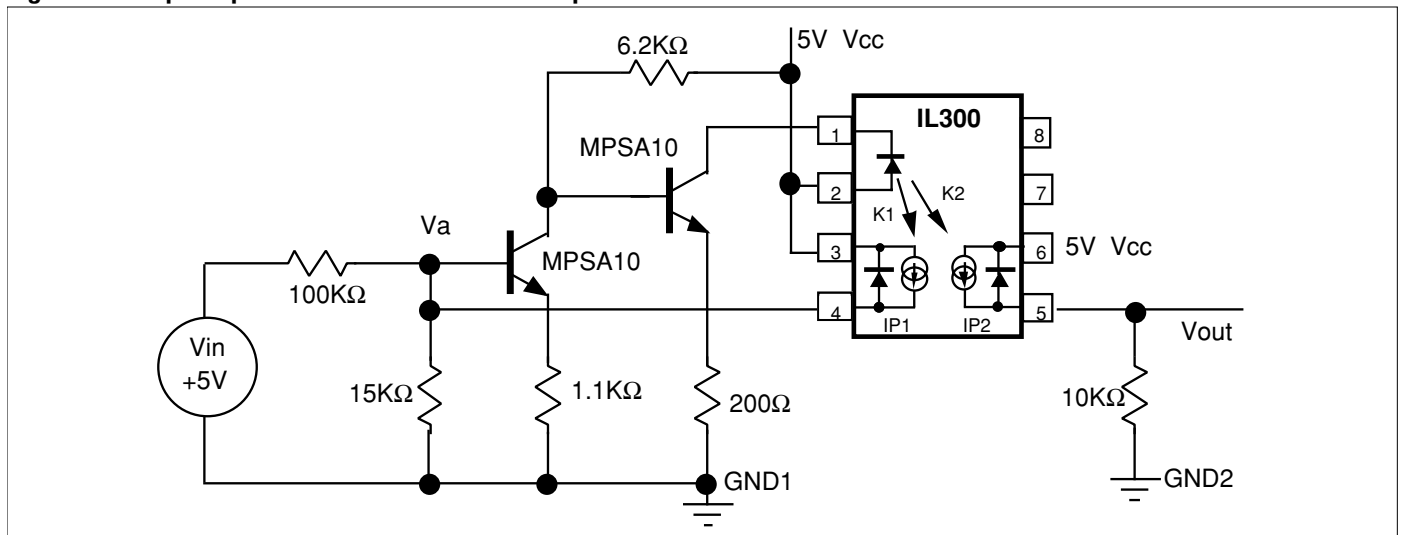 5V Vcc
6.2KΩ
IL300
1
8
MPSA10
2
7
K1
K2
Va
3
6
5V Vcc
MPSA10
100KΩ
4
5
IP1
IP2
Vout
Vin
+5V
15KΩ
1.1KΩ
200Ω
10KΩ
GND1
GND2